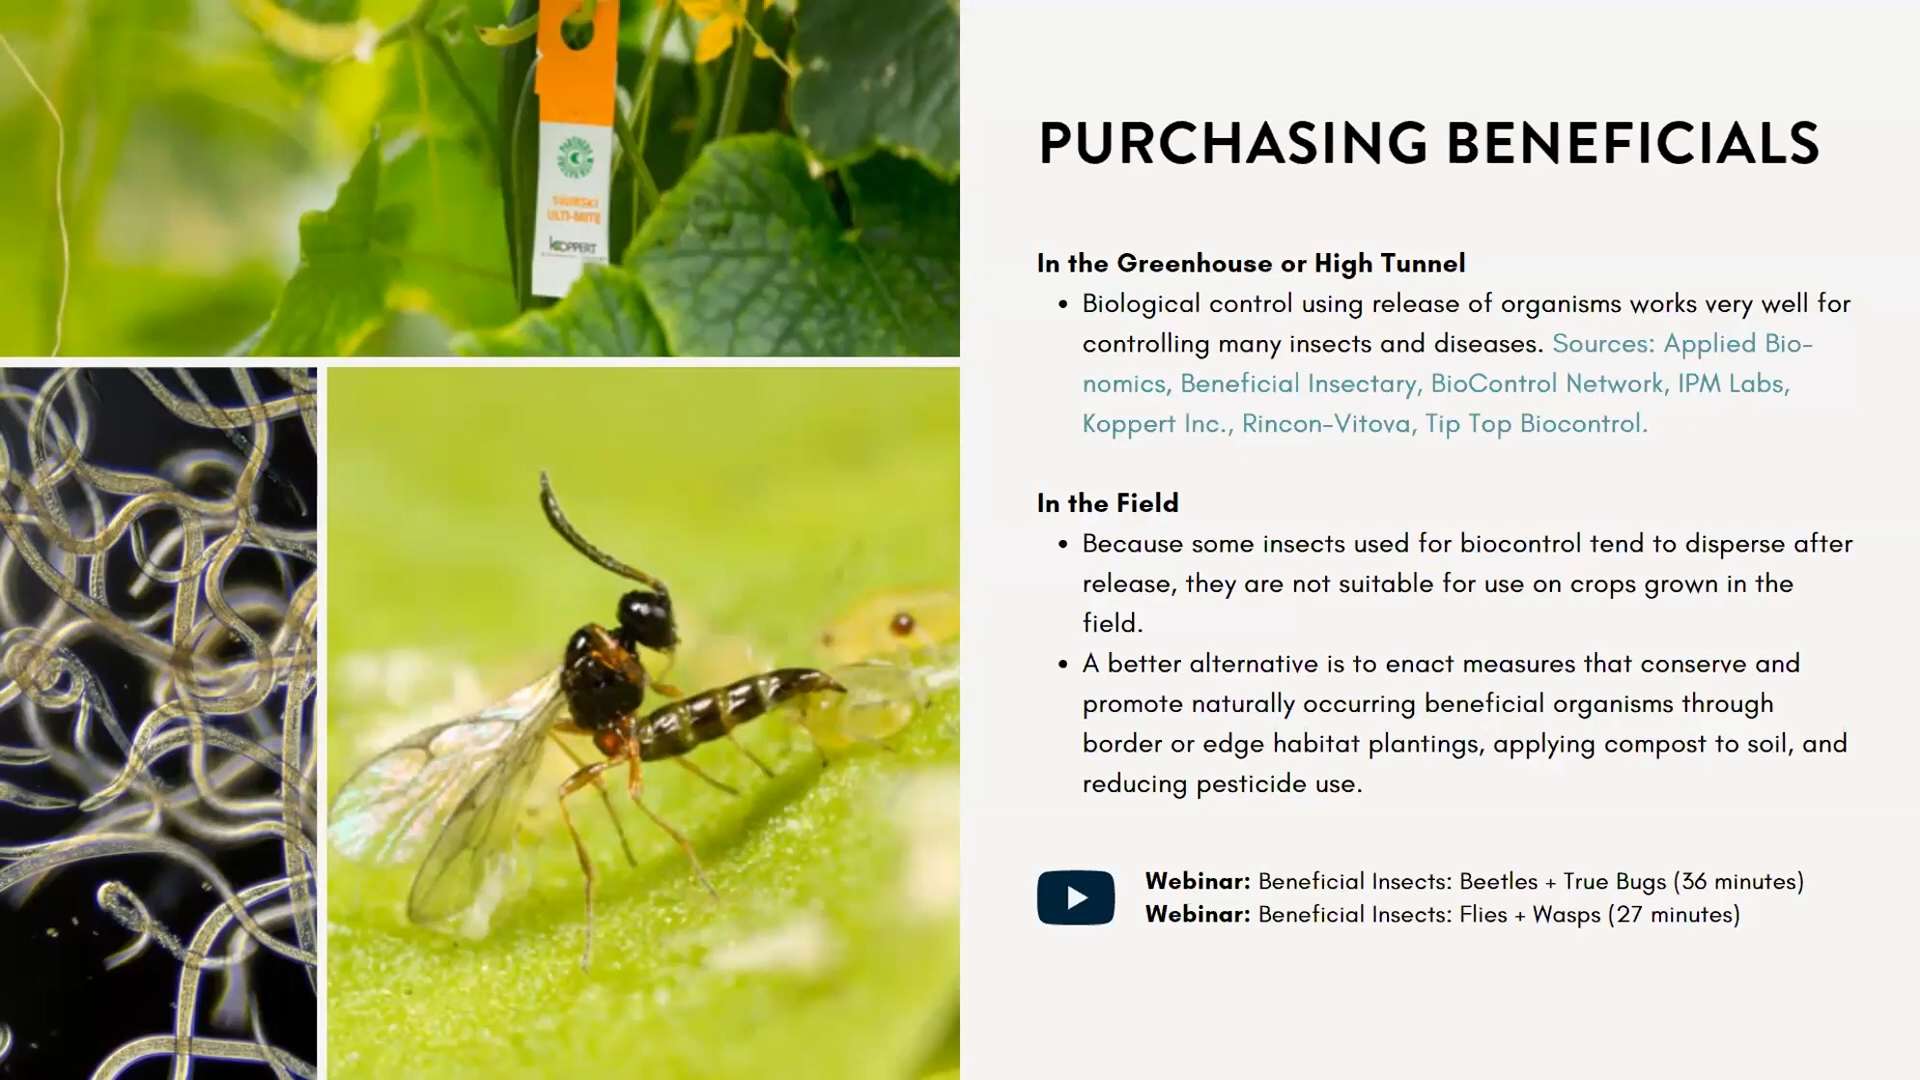 PURCHASING BENEFICIALS
In the Greenhouse or High Tunnel
• Biological control using release of organisms works very well for
controlling many insects and diseases. Sources: Applied Bio-
nomics, Beneficial Insectary, BioControl Network, IPM Labs,
Koppert Inc., Rincon-Vitova, Tip Top Biocontrol.
In the Field
• Because some insects used for biocontrol tend to disperse after
release, they are not suitable for use on crops grown in the
field.
• A better alternative is to enact measures that conserve and
promote naturally occurring beneficial organisms through
border or edge habitat plantings, applying compost to soil, and
reducing pesticide use.
Webinar: Beneficial Insects: Beetles + True Bugs (36 minutes)
Webinar: Beneficial Insects: Flies + Wasps (27 minutes)
ULTI-MITE
KOPPERT